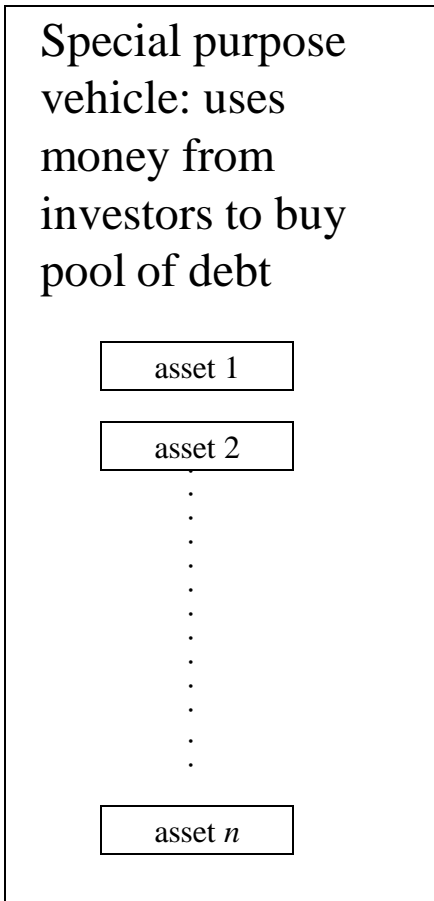 Special purpose
vehicle: uses
money from
investors to buy
pool of debt
asset 1
asset 2
asset n